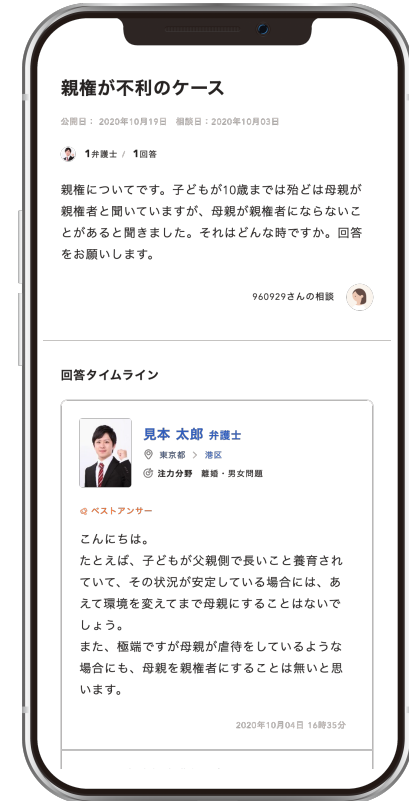 親権が不利のケース
公開日： 2020年10月19日 相談日：2020年10月03日
1弁護士 / 1回答
親権についてです。子どもが10歳までは殆どは母親が
親権者と聞いていますが、母親が親権者にならないこ
とがあると聞きました。それはどんな時ですか。回答
をお願いします。
960929さんの相談
回答タイムライン
見本 太郎 弁護士
東京都 > 港区
注力分野 離婚・男女問題
ベストアンサー
こんにちは。
たとえば、子どもが父親側で長いこと養育され
ていて、その状況が安定している場合には、あ
えて環境を変えてまで母親にすることはないで
しょう。
また、極端ですが母親が虐待をしているような
場合にも、母親を親権者にすることは無いと思
います。
2020年10月04日 16時35分